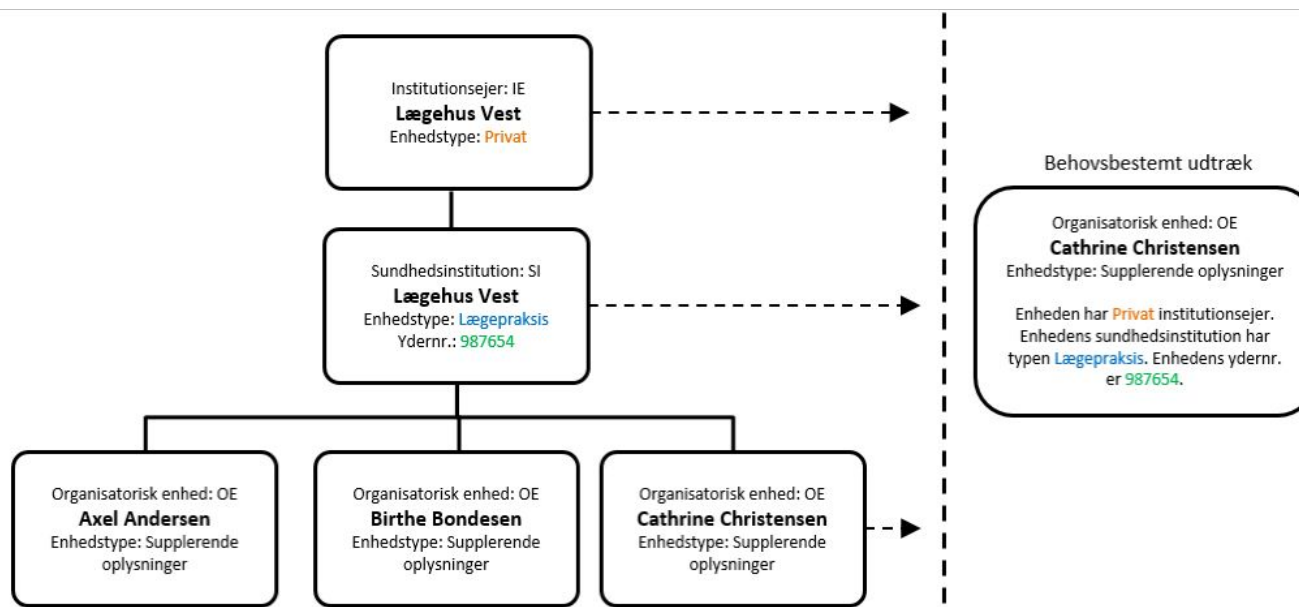 Institutionsejer: IE
Lægehus Vest
Enhedstype: Privat
Sundhedsinstitution: SI
Lægehus Vest
Enhedstype: Lægepraksis
Ydernr.: 987654
Organisatorisk enhed: OE
Axel Andersen
Enhedstype: Supplerende
oplysninger
Organisatorisk enhed: OE
Birthe Bondesen
Enhedstype: Supplerende
oplysninger
Organisatorisk enhed: OE
Cathrine Christensen
Enhedstype: Supplerende
oplysninger
Behovsbestemt udtræk
Organisatorisk enhed: OE
Cathrine Christensen
Enhedstype: Supplerende oplysninger
Enheden har Privat institutionsejer.
Enhedens sundhedsinstitution har
typen Lægepraksis. Enhedens ydernr.
er 987654.